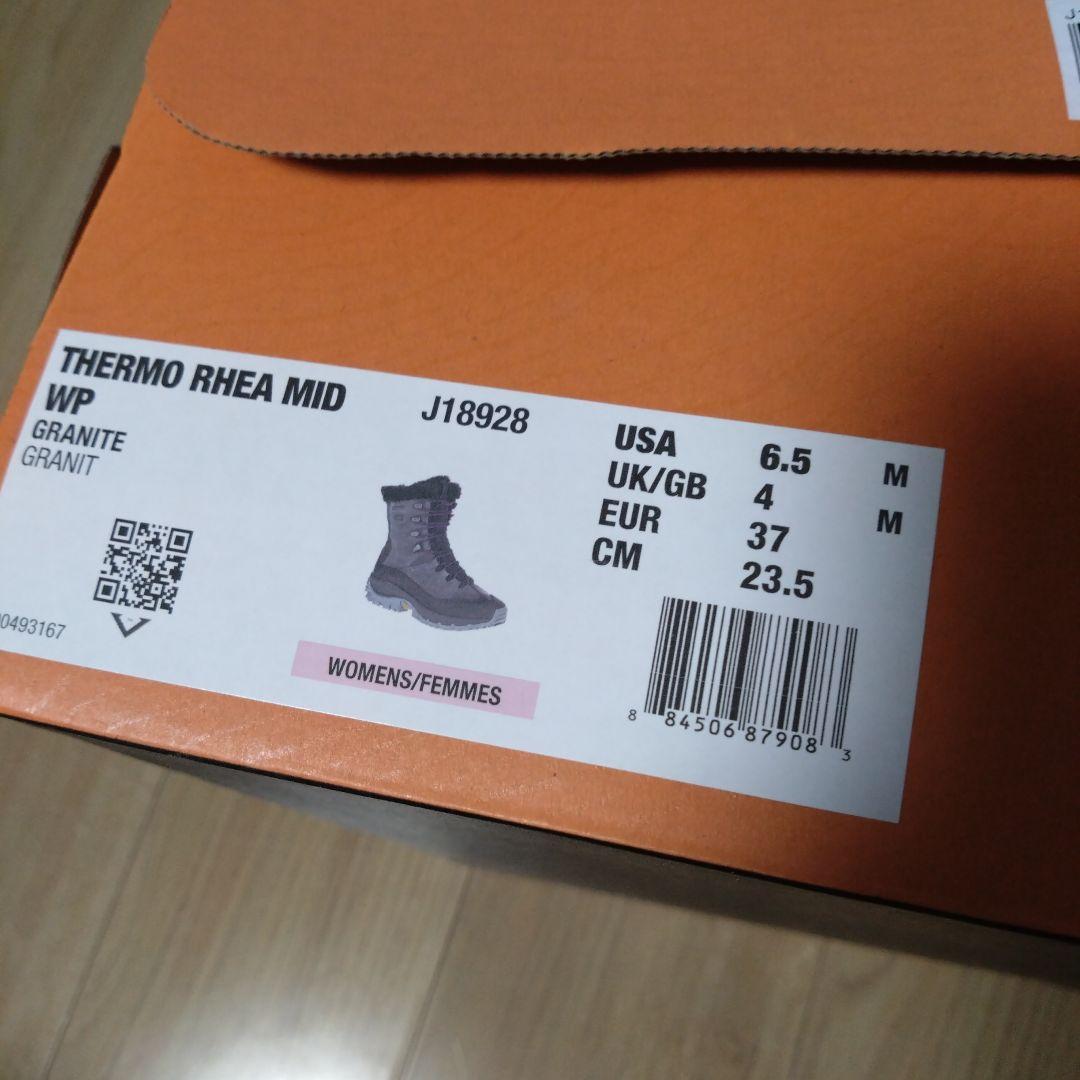 THERMO RHEA MID
WP
GRANITE
GRANIT
J18928
USA 6.5 M
UK/GB 4 M
EUR 37
CM 23.5
0493167
WOMENS/FEMMES
8 84506 87908 3